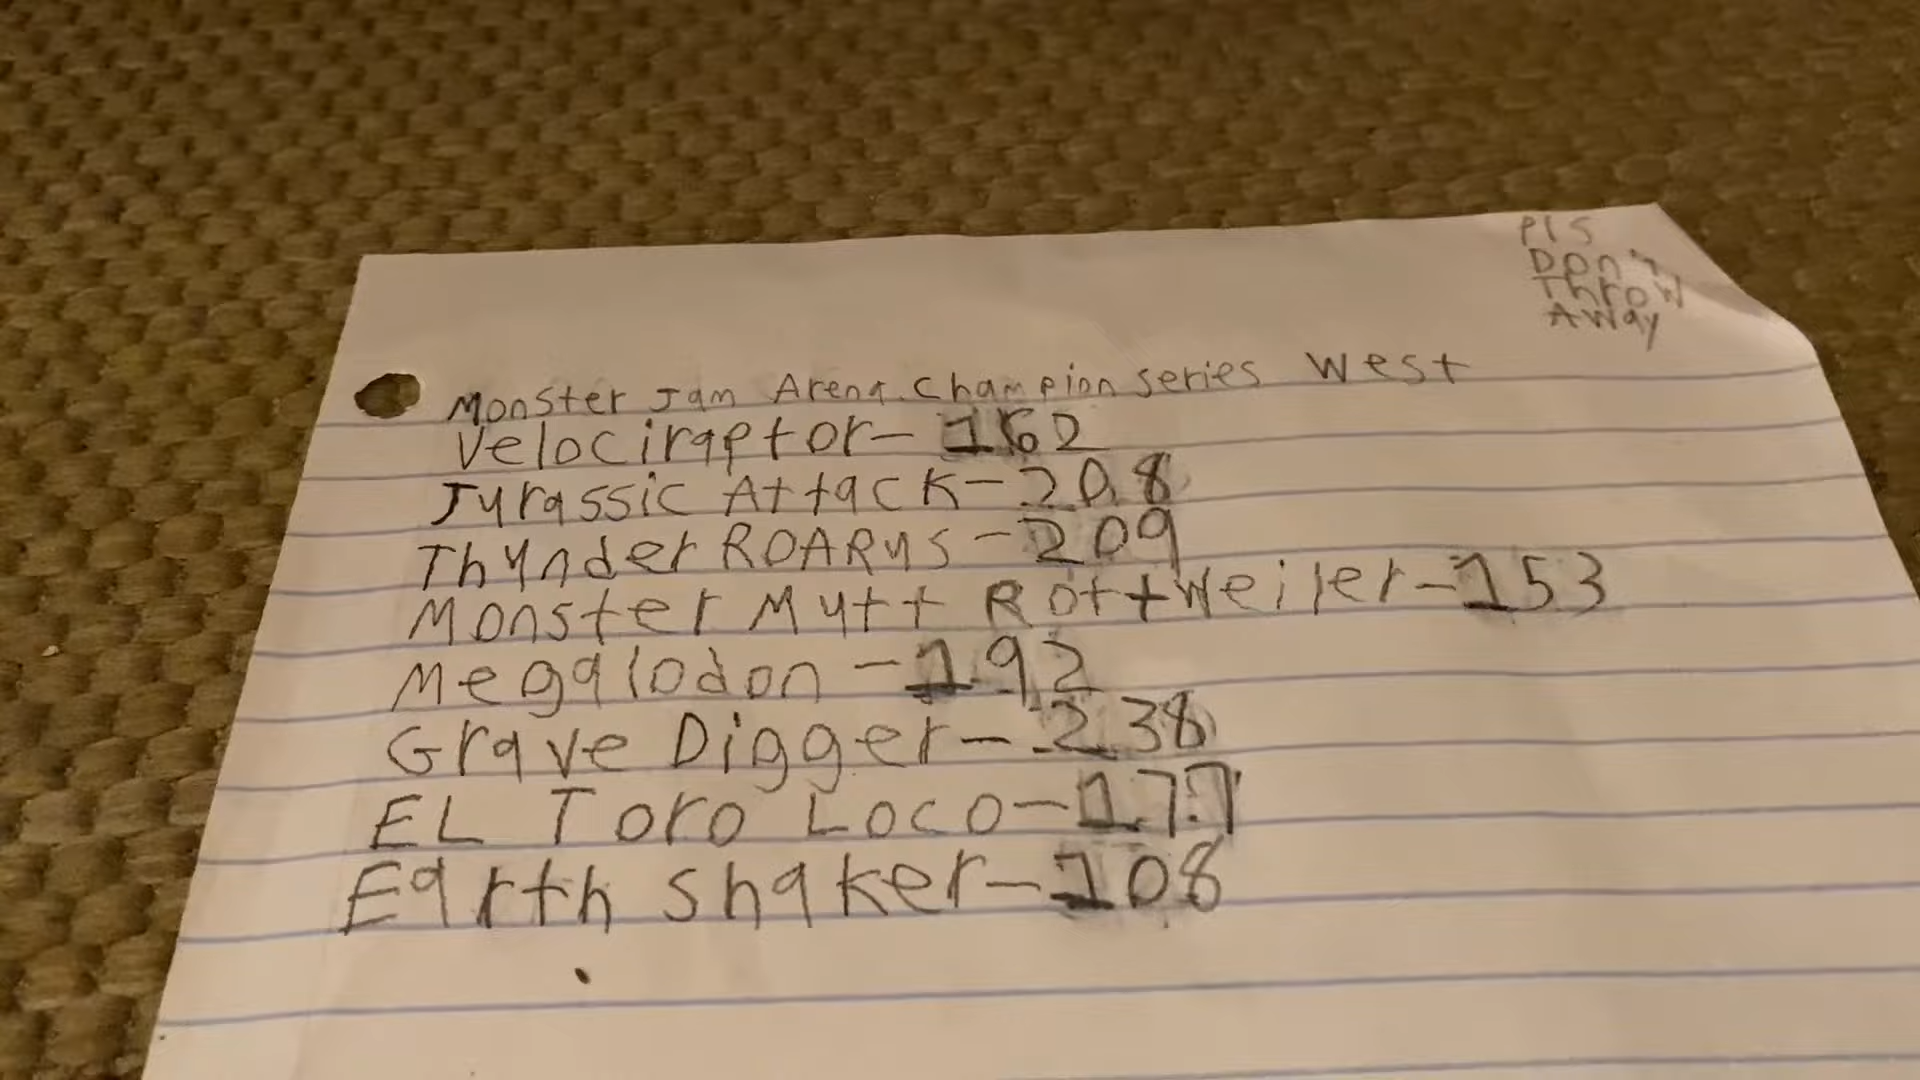 Pls
Don't
Throw
Away
Monster Jam Arena Champion Series West
Velociraptor- 162
Jurassic Attack-208
Thunder ROARus -209
Monster Mutt Rottweiler-153
Megalodon -192
Grave Digger-238
EL Toro Loco-177
Earth Shaker-108